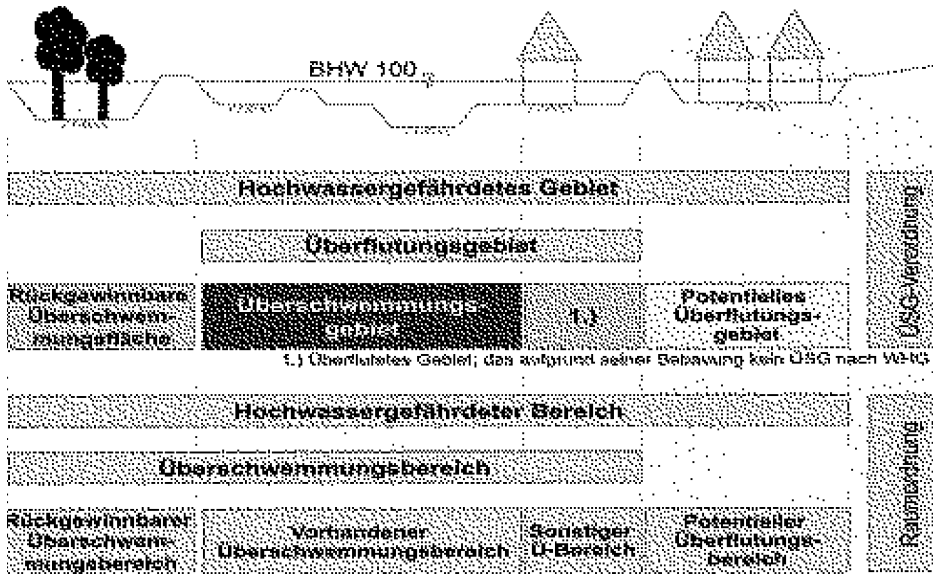 BHW 100
Hochwassergefährdetes Gebiet
Überflutungsgebiet
Rückgewinnbare
Überschwem-
mungsfläche
Überschwemmungs-
gebiet
1.)
Potentielles
Überflutungs-
gebiet
ÜSG-Verordnung
1.) Überflutetes Gebiet, das aufgrund seiner Bebauung kein ÜSG nach WHG
Hochwassergefährdeter Bereich
Überschwemmungsbereich
Rückgewinnbarer
Überschwem-
mungsbereich
Vorhandener
Überschwemmungsbereich
Sonstiger
Ü-Bereich
Potentieller
Überflutungs-
bereich
Raumordnung